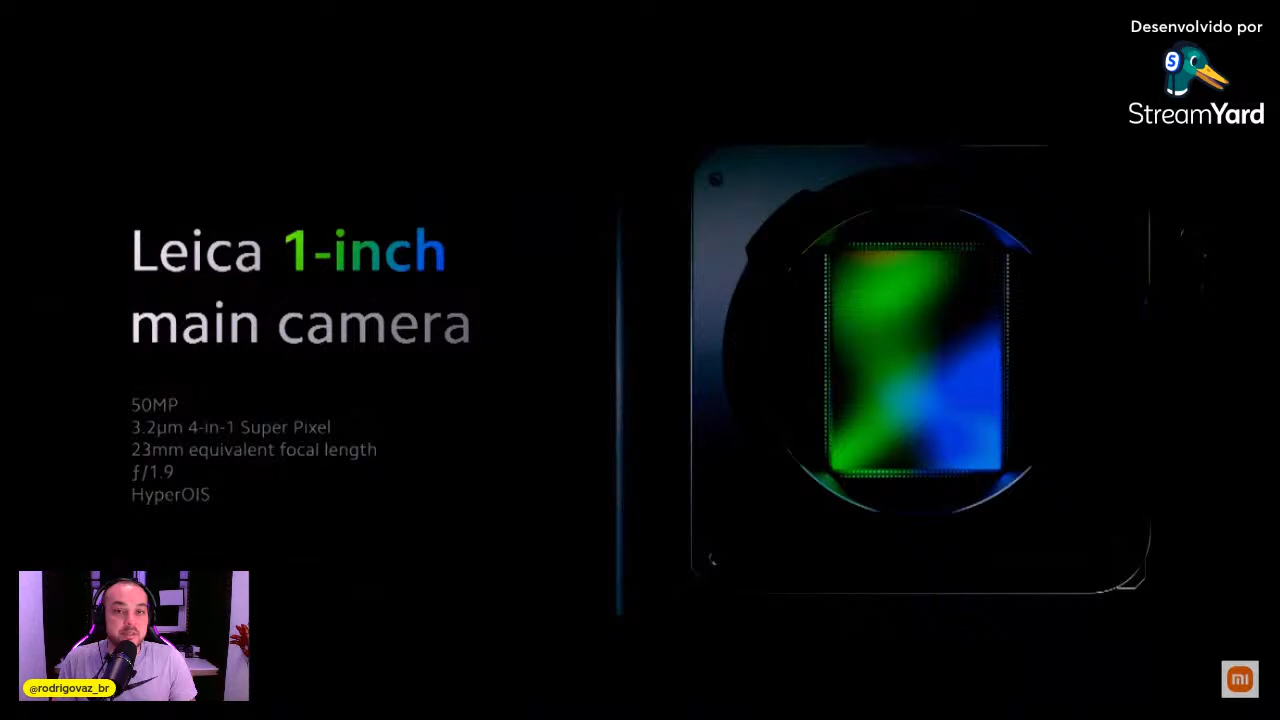 Desenvolvido por
StreamYard
Leica 1-inch
main camera
50MP
3.2µm 4-in-1 Super Pixel
23mm equivalent focal length
ƒ/1.9
HyperOIS
@rodrigovaz_br
mi